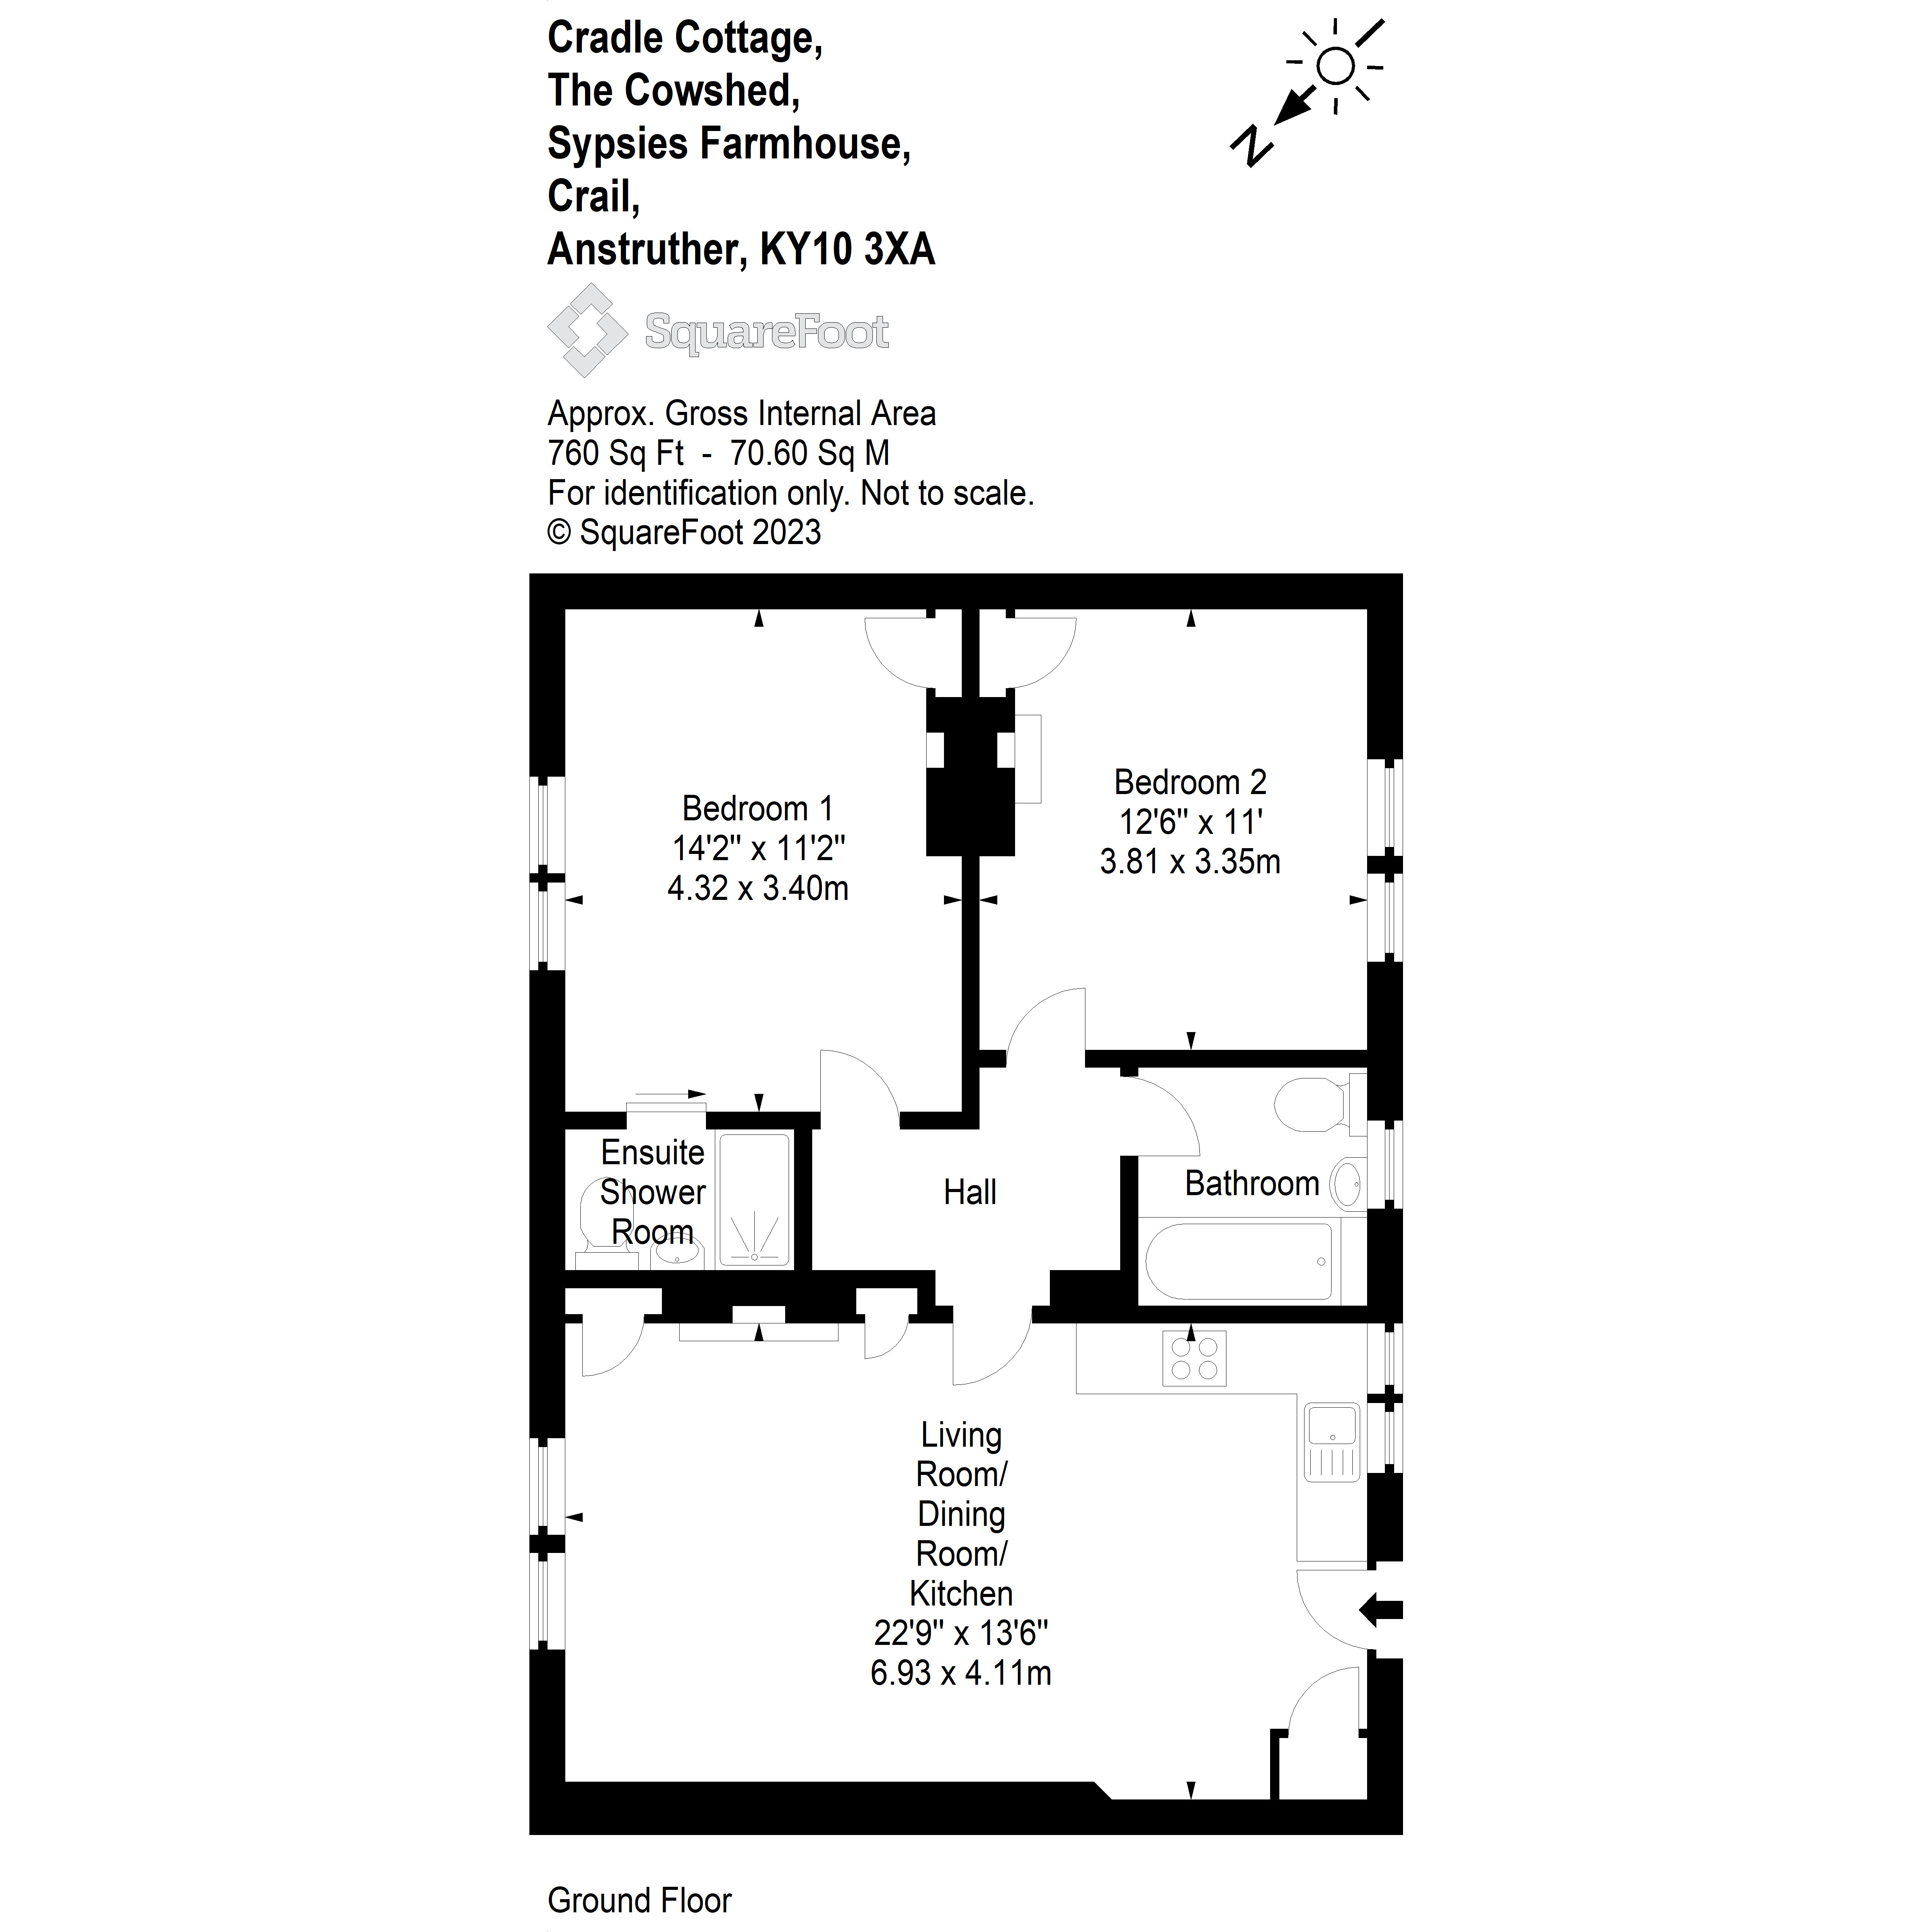 Cradle Cottage,
The Cowshed,
Sypsies Farmhouse,
Crail,
Anstruther, KY10 3XA
N
SquareFoot
Approx. Gross Internal Area
760 Sq Ft - 70.60 Sq M
For identification only. Not to scale.
© SquareFoot 2023
Bedroom 1
14'2" x 11'2"
4.32 x 3.40m
Bedroom 2
12'6" x 11'
3.81 x 3.35m
Ensuite
Shower
Room
Hall
Bathroom
Living
Room/
Dining
Room/
Kitchen
22'9" x 13'6"
6.93 x 4.11m
Ground Floor